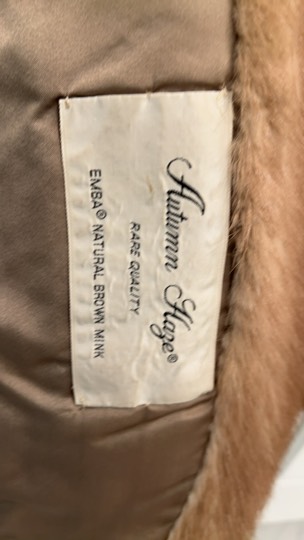 Autumn Haze®
RARE QUALITY
EMBA® NATURAL BROWN MINK